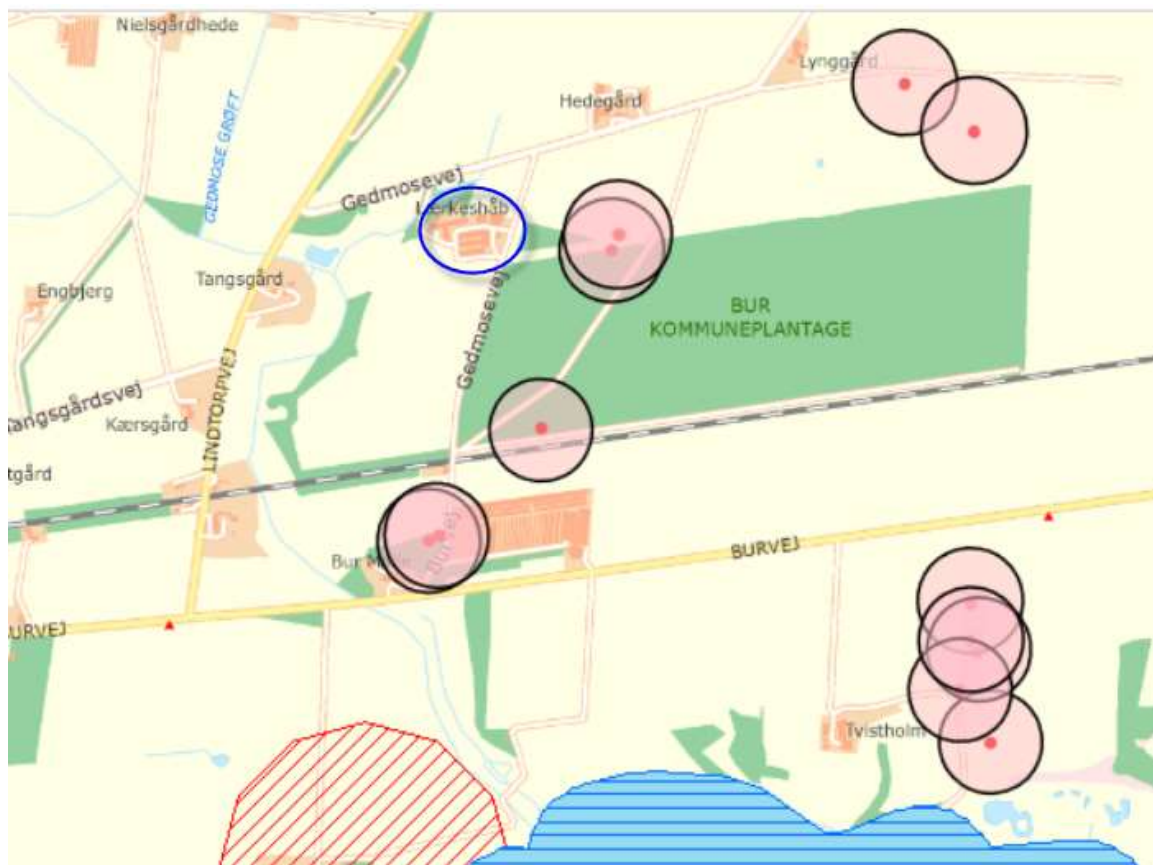 Nielsgårdhede
Lynggård
Hedegård
GEDMOSE GRØFT
Gedmosevej
Lærkeshåb
Tangsgård
Engbjerg
BUR
KOMMUNEPLANTAGE
Gedmosevej
Tangsgårdsvej
Kærsgård
LINDTORPVEJ
tgård
BURVEJ
Burvej
Bur M
BURVEJ
Tvistholm